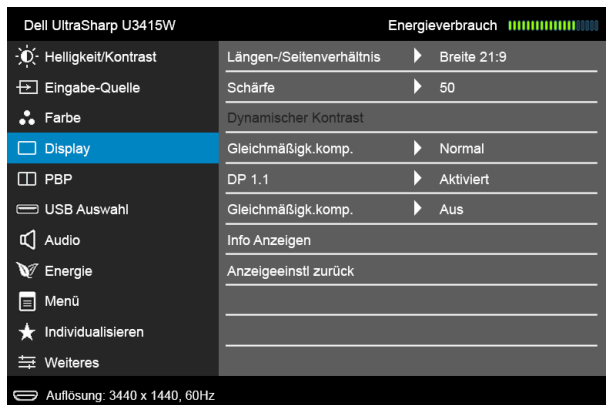 Dell UltraSharp U3415W Energieverbrauch
Helligkeit/Kontrast Längen-/Seitenverhältnis Breite 21:9
Eingabe-Quelle Schärfe 50
Farbe Dynamischer Kontrast
Display Gleichmäßigk.komp. Normal
PBP DP 1.1 Aktiviert
USB Auswahl Gleichmäßigk.komp. Aus
Audio Info Anzeigen
Energie Anzeigeeinstl zurück
Menü
Individualisieren
Weiteres
Auflösung: 3440 x 1440, 60Hz